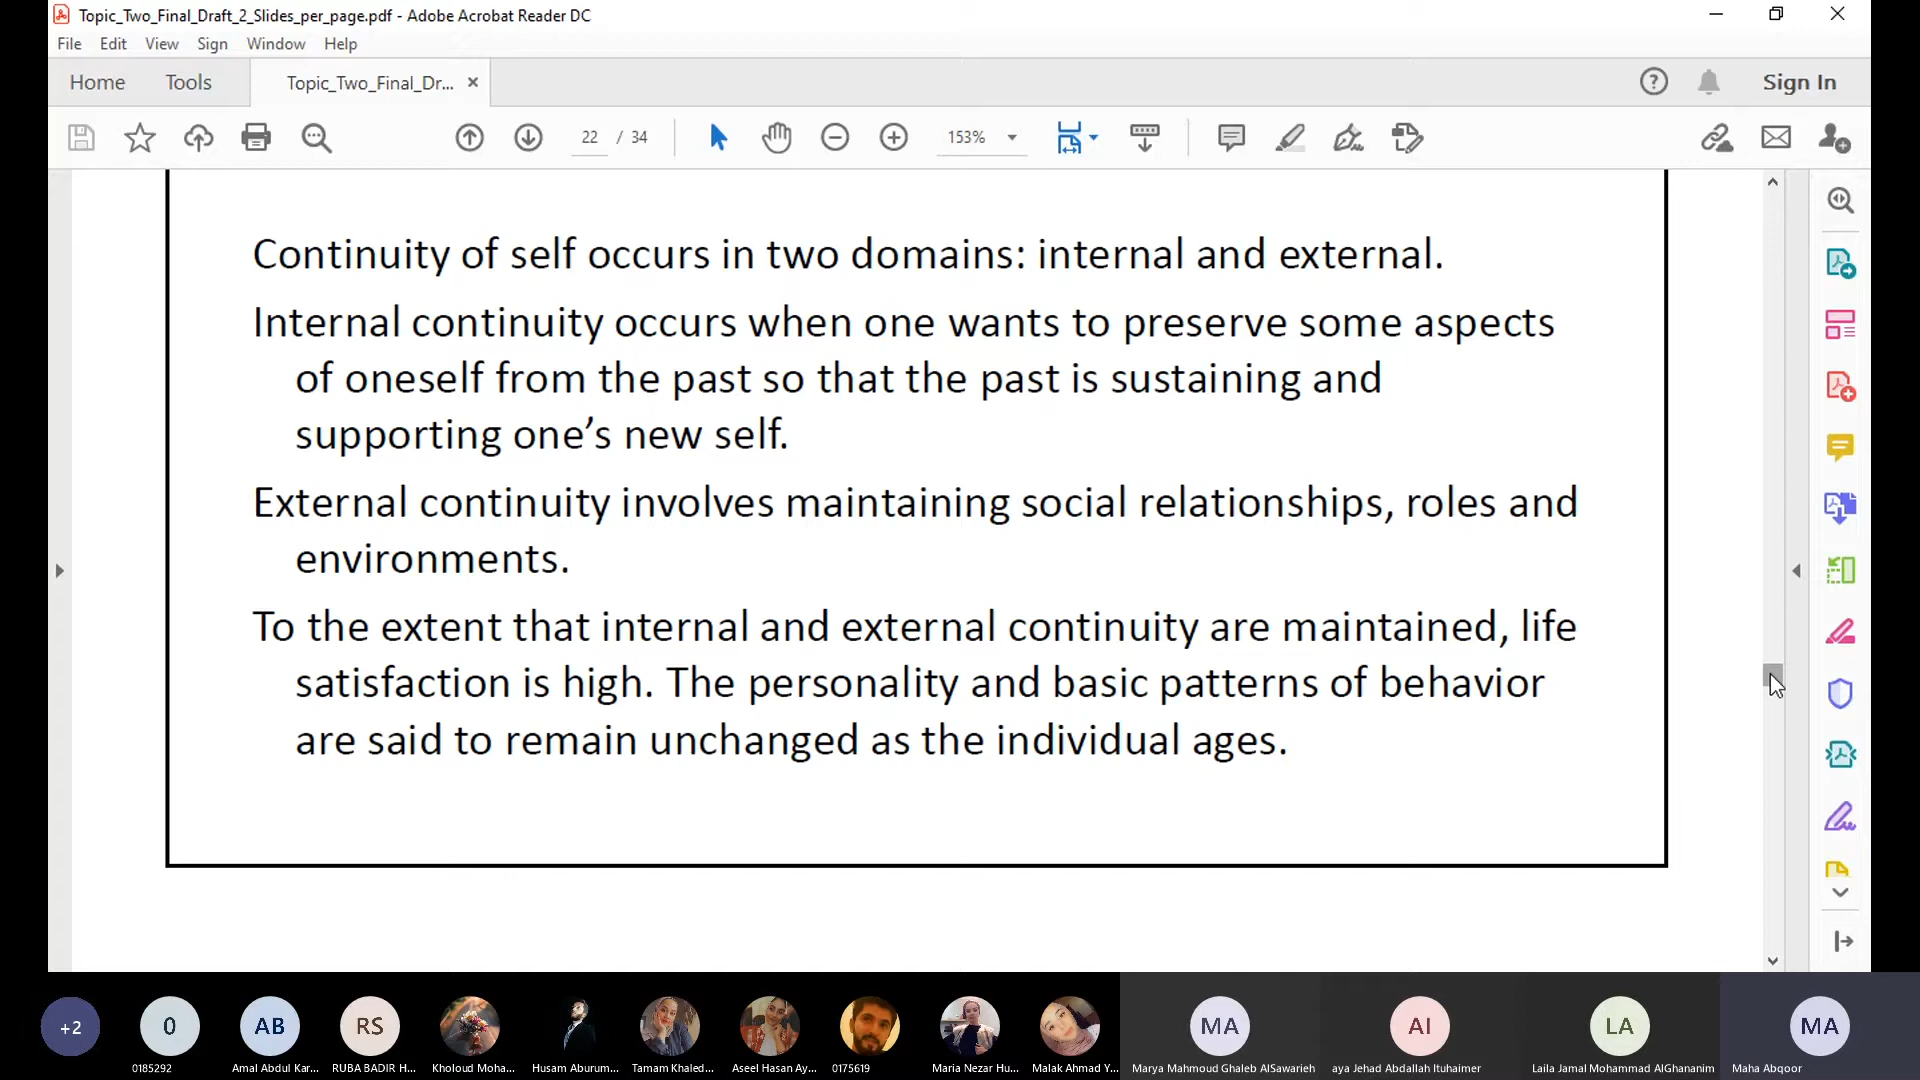 Topic_Two_Final_Draft_2_Slides_per_page.pdf - Adobe Acrobat Reader DC
File Edit View Sign Window Help
Home Tools Topic_Two_Final_Dr... × Sign In
22 / 34 153%
Continuity of self occurs in two domains: internal and external.
Internal continuity occurs when one wants to preserve some aspects
of oneself from the past so that the past is sustaining and
supporting one’s new self.
External continuity involves maintaining social relationships, roles and
environments.
To the extent that internal and external continuity are maintained, life
satisfaction is high. The personality and basic patterns of behavior
are said to remain unchanged as the individual ages.
+2 0 AB RS MA AI LA MA
0185292 Amal Abdul Kar... RUBA BADIR H... Kholoud Moha... Husam Aburum... Tamam Khaled... Aseel Hasan Ay... 0175619 Maria Nezar Hu... Malak Ahmad Y... Marya Mahmoud Ghaleb AlSawarieh aya Jehad Abdallah Ituhaimer Laila Jamal Mohammad AlGhananim Maha Abqoor